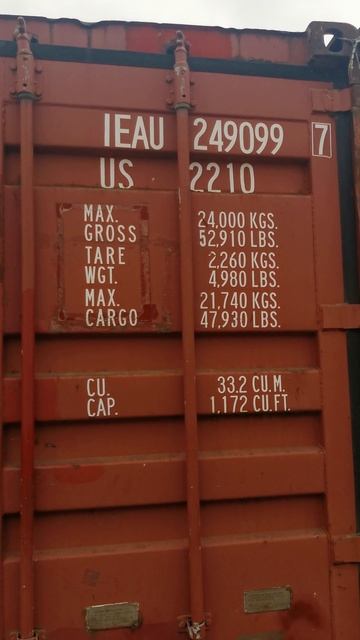 IEAU 249099 7
US 2210
MAX. 24,000 KGS.
GROSS 52,910 LBS.
TARE 2,260 KGS.
WGT. 4,980 LBS.
MAX. 21,740 KGS.
CARGO 47,930 LBS.
CU. 33.2 CU.M.
CAP. 1,172 CU.FT.